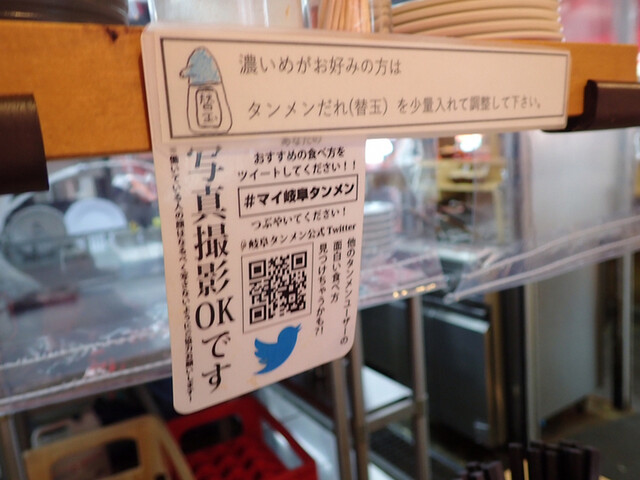 濃いめがお好みの方は
タンメンだれ(替玉)を少量入れて調整して下さい。
替玉
写真撮影OKです
おすすめの食べ方を
ツイートしてください!!
#マイ岐阜タンメン
つぶやいてください!
@岐阜タンメン公式Twitter
他のタンメンユーザーの
面白い食べ方
見つけちゃうかも?!